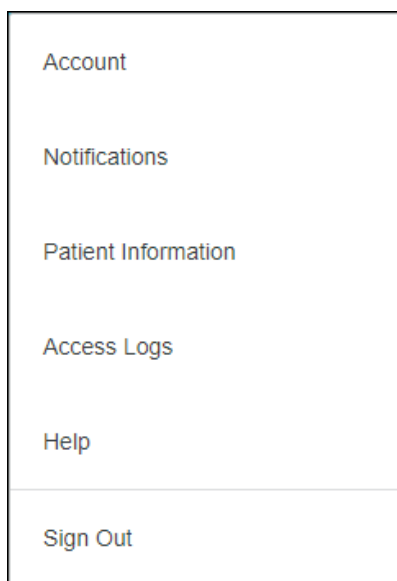 Account
Notifications
Patient Information
Access Logs
Help
Sign Out